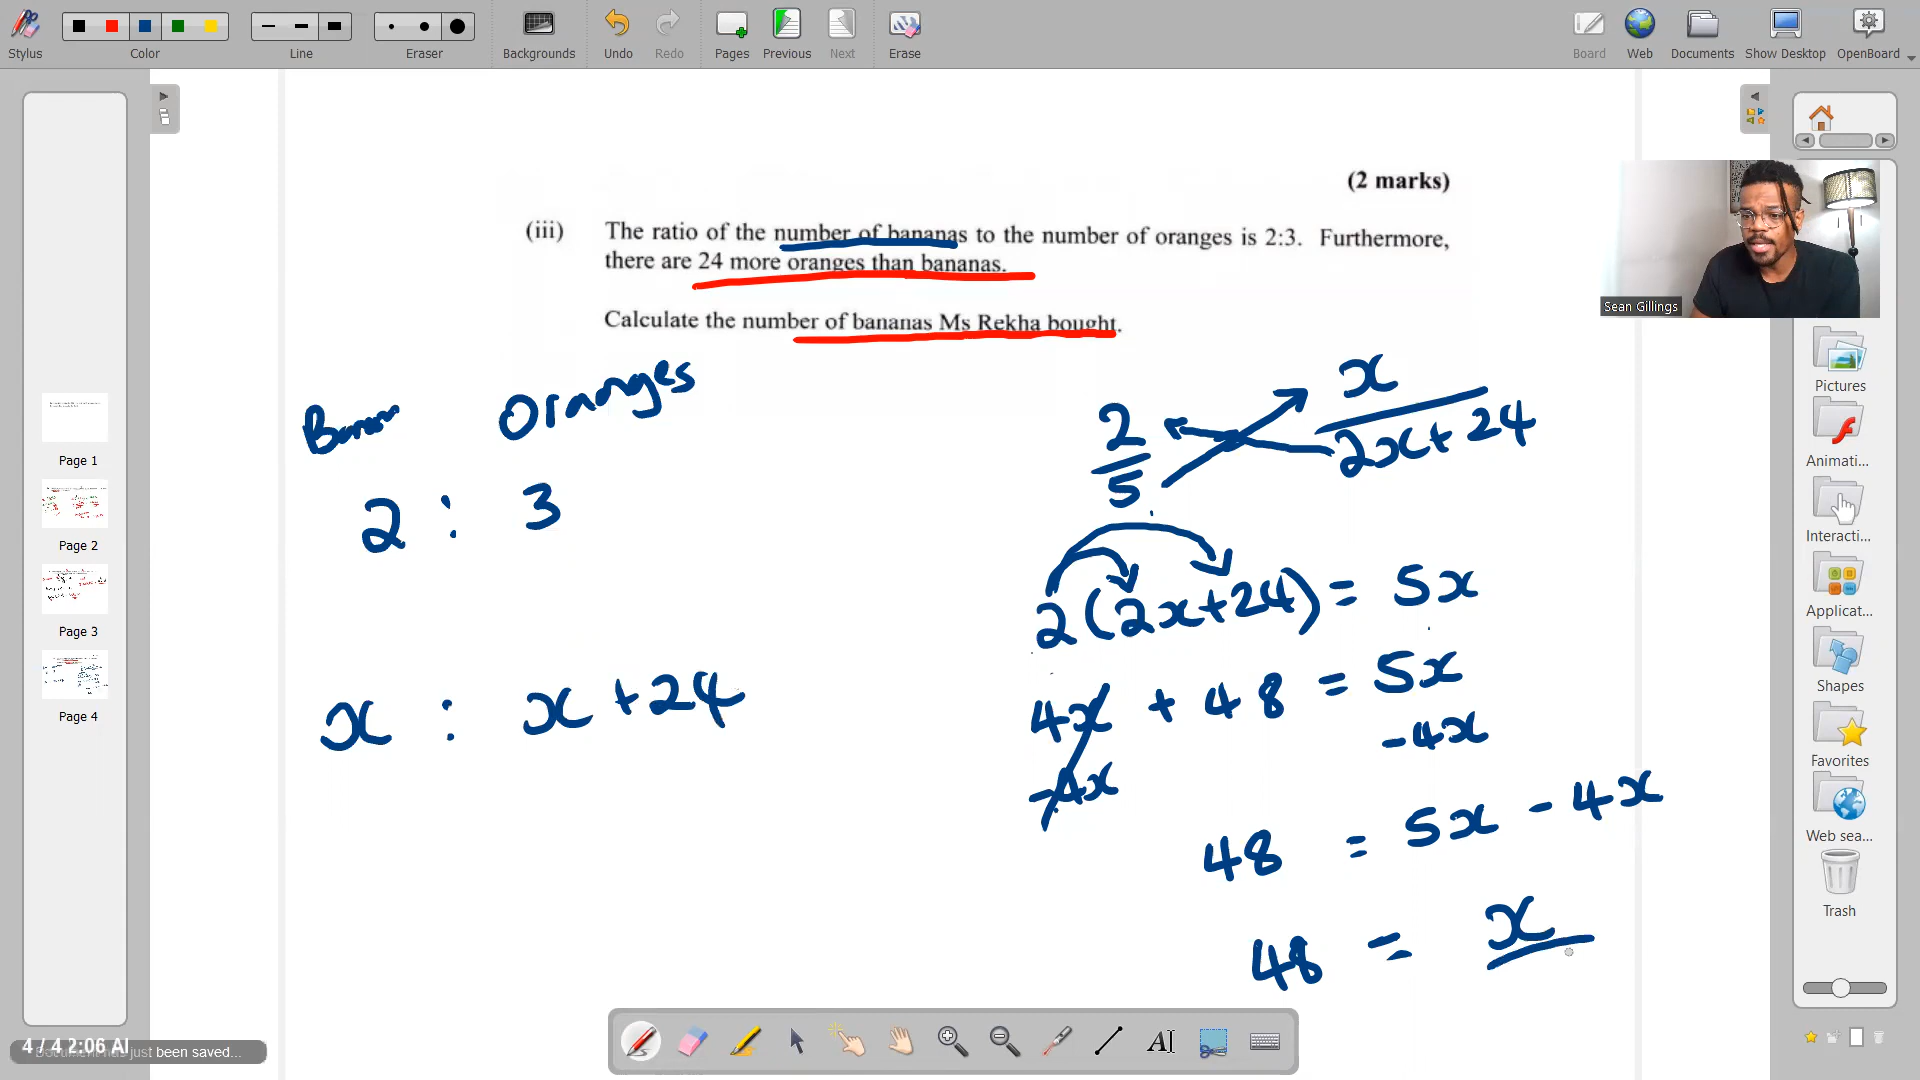 Stylus
Color
Line
Eraser
Backgrounds
Undo
Redo
Pages
Previous
Next
Erase
Board
Web
Documents
Show Desktop
OpenBoard
(2 marks)
(iii) The ratio of the number of bananas to the number of oranges is 2:3. Furthermore,
there are 24 more oranges than bananas.
Calculate the number of bananas Ms Rekha bought.
Sean Gillings
Oranges
2 : 3
x : x + 24
2/5
x/(2x + 24)
2(2x + 24) = 5x
4x + 48 = 5x
-4x -4x
48 = 5x - 4x
48 = x
Page 1
Page 2
Page 3
Page 4
4 / 4 2:06 AM
just been saved...
Pictures
Animati...
Interacti...
Applicat...
Shapes
Favorites
Web sea...
Trash